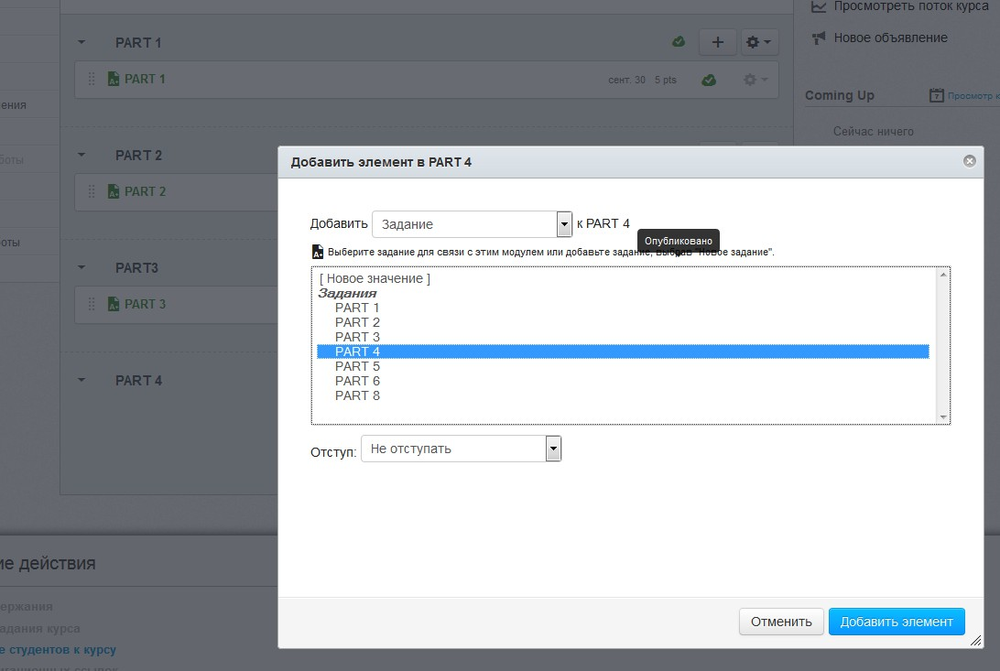 Просмотреть поток курса
PART 1
Новое объявление
PART 1
сент. 30 5 pts
Coming Up
Просмотр к
ения
Сейчас ничего
PART 2
боты
Добавить элемент в PART 4
PART 2
Добавить Задание к PART 4
оты
Опубликовано
Выберите задание для связи с этим модулем или добавьте задание, выбрав "Новое задание".
PART3
[ Новое значение ]
Задания
PART 3
PART 1
PART 2
PART 3
PART 4
PART 5
PART 6
PART 8
PART 4
Отступ: Не отступать
ие действия
ержания
Отменить Добавить элемент
адания курса
е студентов к курсу